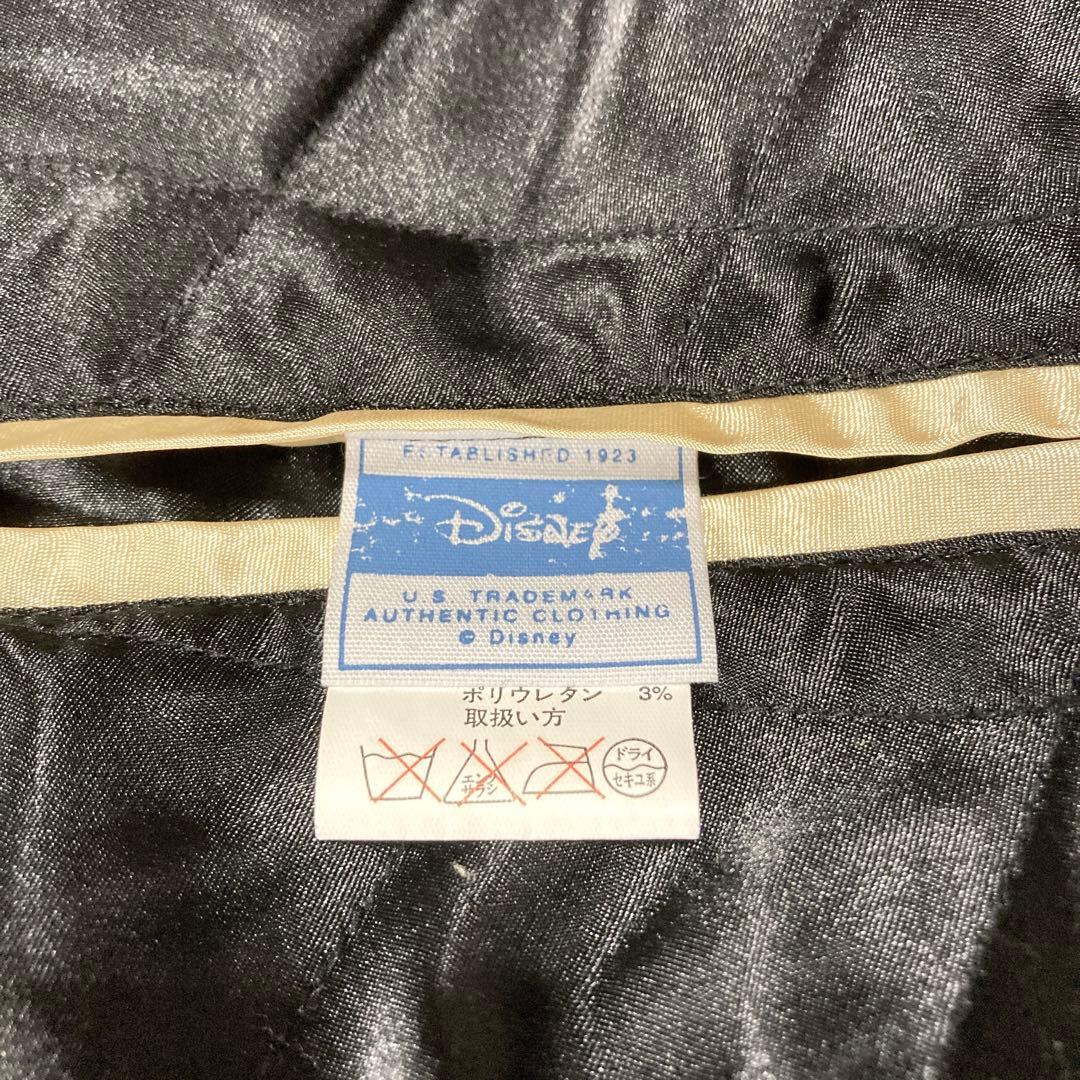 ESTABLISHED 1923
Disney
U.S. TRADEMARK
AUTHENTIC CLOTHING
© Disney
ポリウレタン 3%
取扱い方
エンソ
サラシ
ドライ
セキユ系